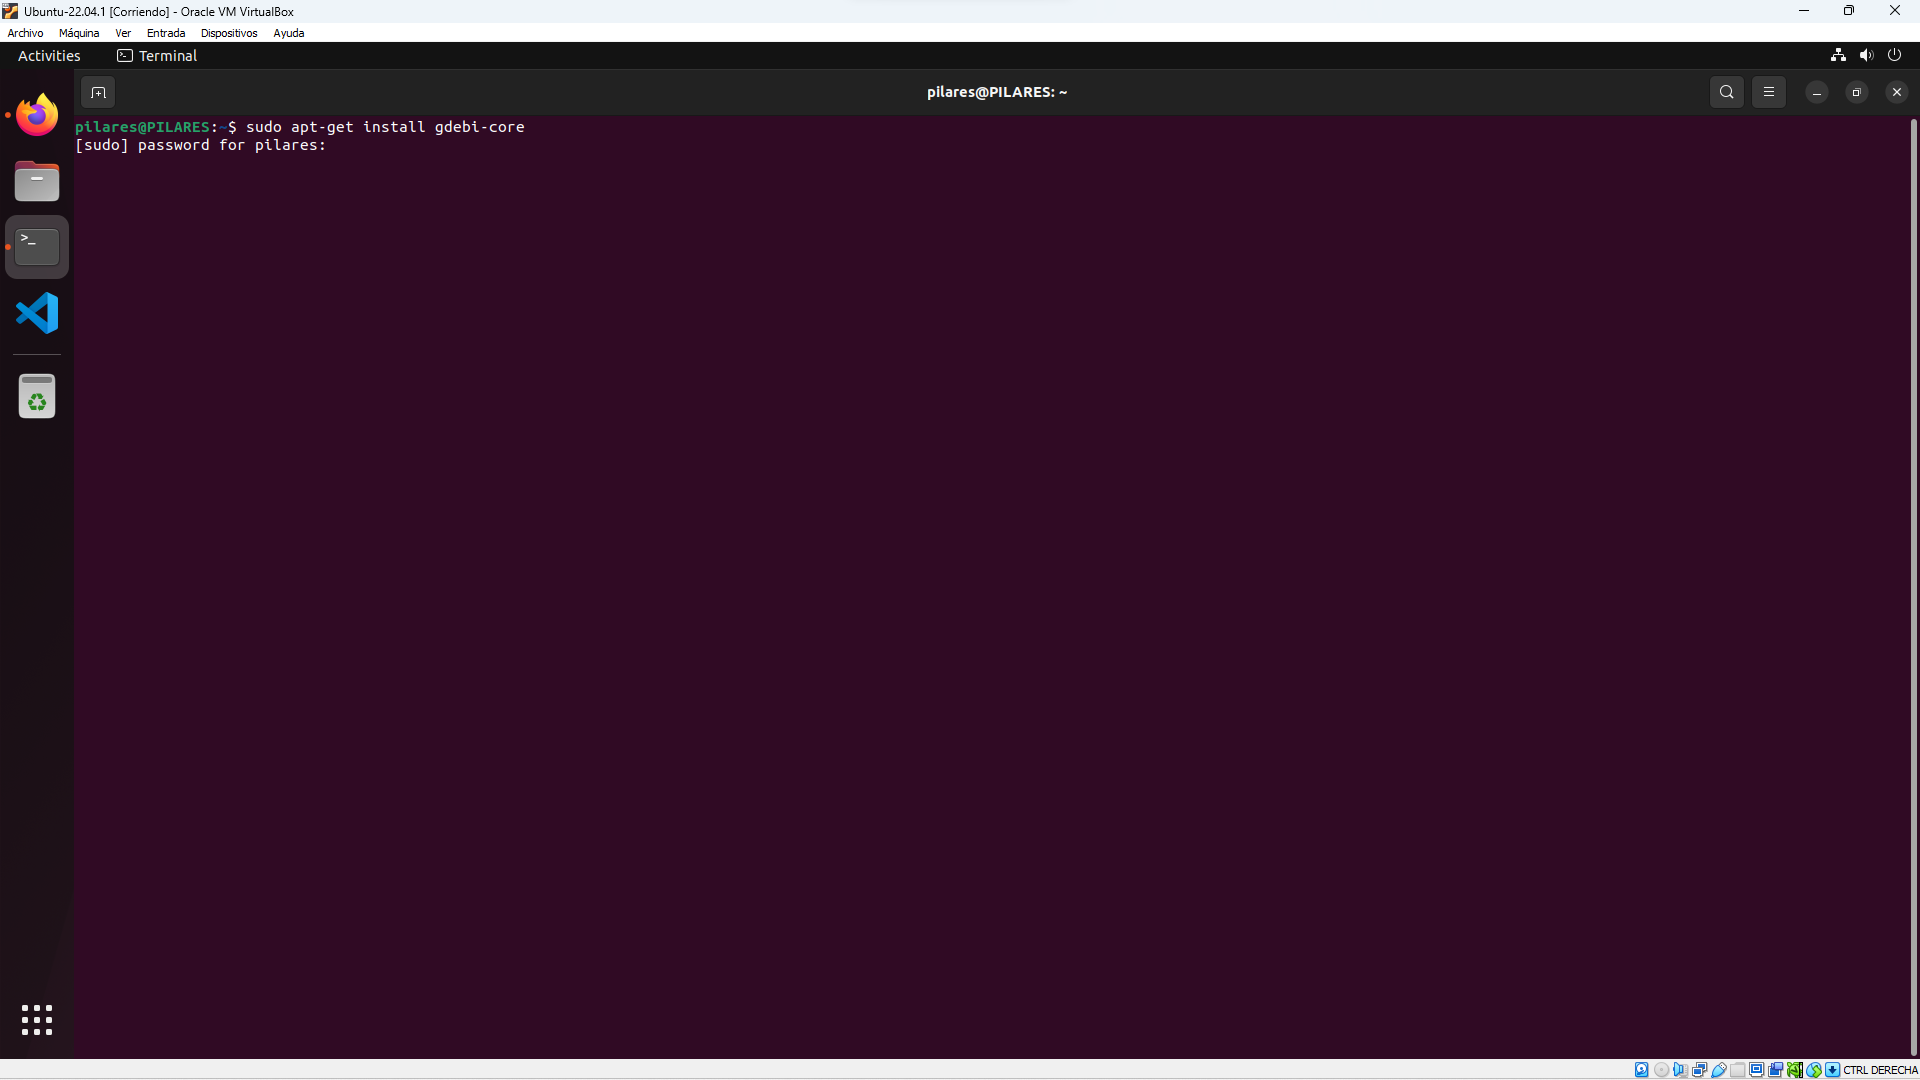 Ubuntu-22.04.1 [Corriendo] - Oracle VM VirtualBox
Archivo Máquina Ver Entrada Dispositivos Ayuda
Activities Terminal
pilares@PILARES: ~
pilares@PILARES:~$ sudo apt-get install gdebi-core
[sudo] password for pilares:
>_
CTRL DERECHA